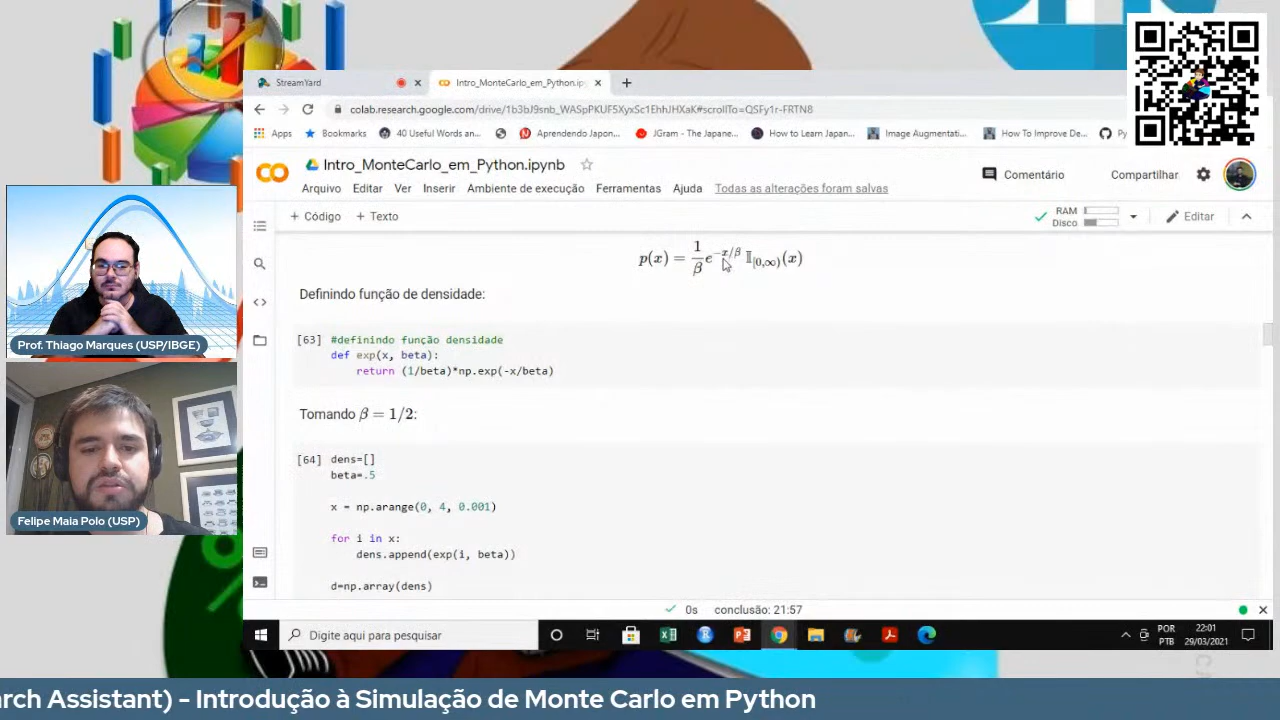 StreamYard
Intro_MonteCarlo_em_Python.ipy
colab.research.google.com/drive/1b3bJ9snb_WASpPKUF5XyxSc1EhhJHXaK#scrollTo=QSFy1r-FRTN8
Apps
Bookmarks
40 Useful Words an...
Aprendendo Japon...
JGram - The Japane...
How to Learn Japan...
Image Augmentati...
How To Improve De...
Py
Intro_MonteCarlo_em_Python.ipynb
Comentário
Compartilhar
Arquivo Editar Ver Inserir Ambiente de execução Ferramentas Ajuda Todas as alterações foram salvas
+ Código + Texto
RAM
Disco
Editar
p(x) = 1/β e^{-x/β} 𝕀_{[0,∞)}(x)
Definindo função de densidade:
[63] #definindo função densidade
def exp(x, beta):
return (1/beta)*np.exp(-x/beta)
Tomando β = 1/2:
[64] dens=[]
beta=.5
x = np.arange(0, 4, 0.001)
for i in x:
dens.append(exp(i, beta))
d=np.array(dens)
0s conclusão: 21:57
Digite aqui para pesquisar
POR
PTB
22:01
29/03/2021
Prof. Thiago Marques (USP/IBGE)
Felipe Maia Polo (USP)
arch Assistant) - Introdução à Simulação de Monte Carlo em Python